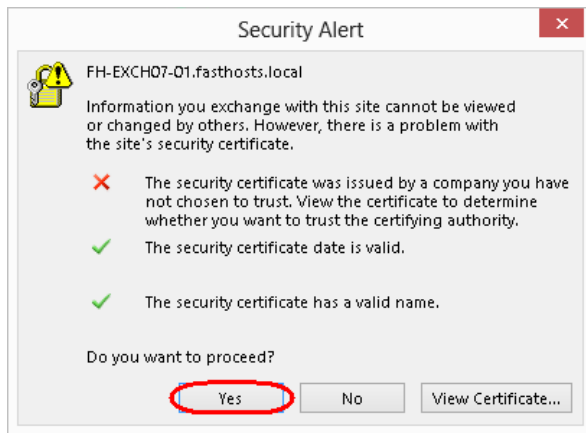 Security Alert
FH-EXCH07-01.fasthosts.local
Information you exchange with this site cannot be viewed
or changed by others. However, there is a problem with
the site's security certificate.
The security certificate was issued by a company you have
not chosen to trust. View the certificate to determine
whether you want to trust the certifying authority.
The security certificate date is valid.
The security certificate has a valid name.
Do you want to proceed?
Yes No View Certificate...